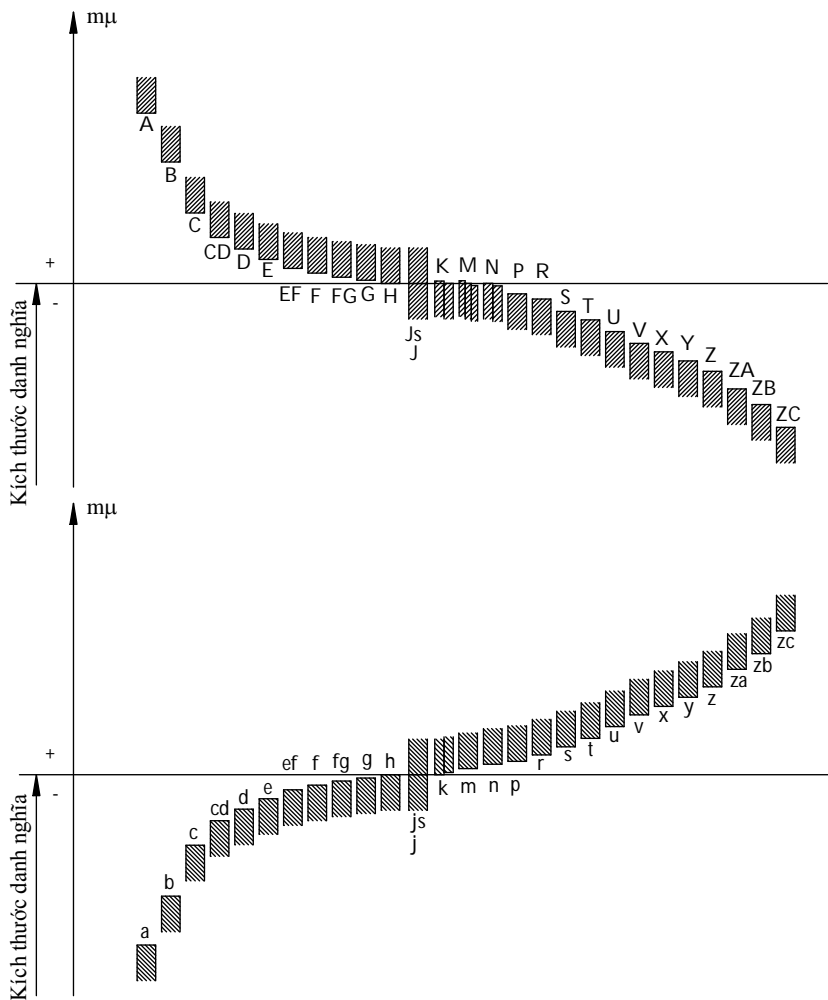 mμ
A
B
C
CD
D
E
EF
F
FG
G
H
Js
J
K
M
N
P
R
S
T
U
V
X
Y
Z
ZA
ZB
ZC
+
-
Kích thước danh nghĩa
mμ
a
b
c
cd
d
e
ef
f
fg
g
h
js
j
k
m
n
p
r
s
t
u
v
x
y
z
za
zb
zc
+
-
Kích thước danh nghĩa